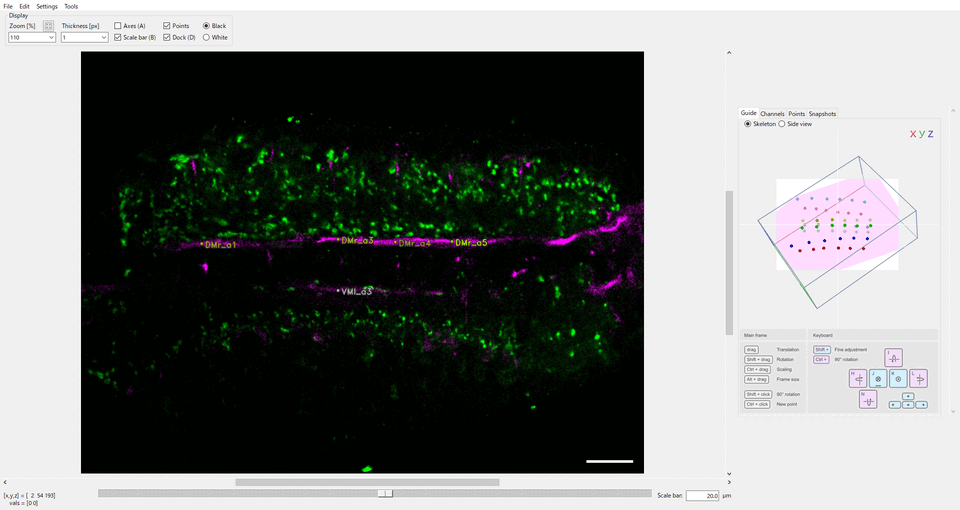 File Edit Settings Tools
Display
Zoom [%] Thickness [px] Axes (A) Points Black
110 1 Scale bar (B) Dock (D) White
Guide Channels Points Snapshots
Skeleton Side view
x y z
DMr_a1 DMr_a3 DMr_a4 DMr_a5
VMl_a3
Main frame Keyboard
drag Translation Shift + Fine adjustment
Shift + drag Rotation Ctrl + 90° rotation
Ctrl + drag Scaling
Alt + drag Frame size
Shift + click 90° rotation
Ctrl + click New point
I
H J K L
N
[x,y,z] = [ 2 54 193]
vals = [0 0]
Scale bar: 20.0 μm